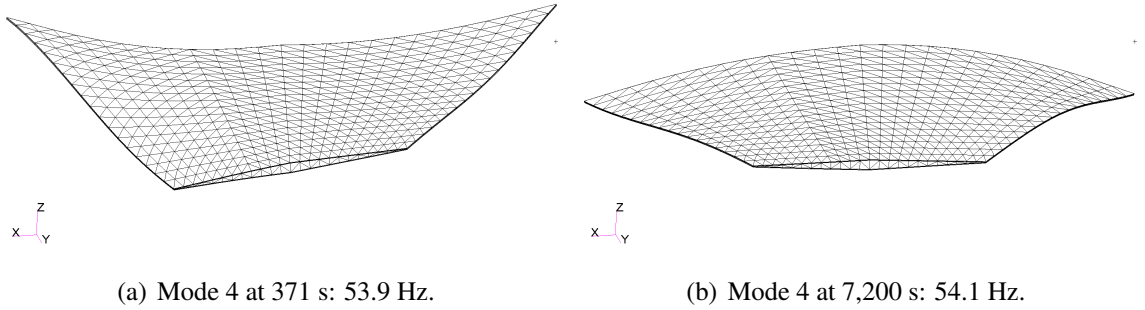 Z
X
Y
Z
X
Y
(a) Mode 4 at 371 s: 53.9 Hz.
(b) Mode 4 at 7,200 s: 54.1 Hz.